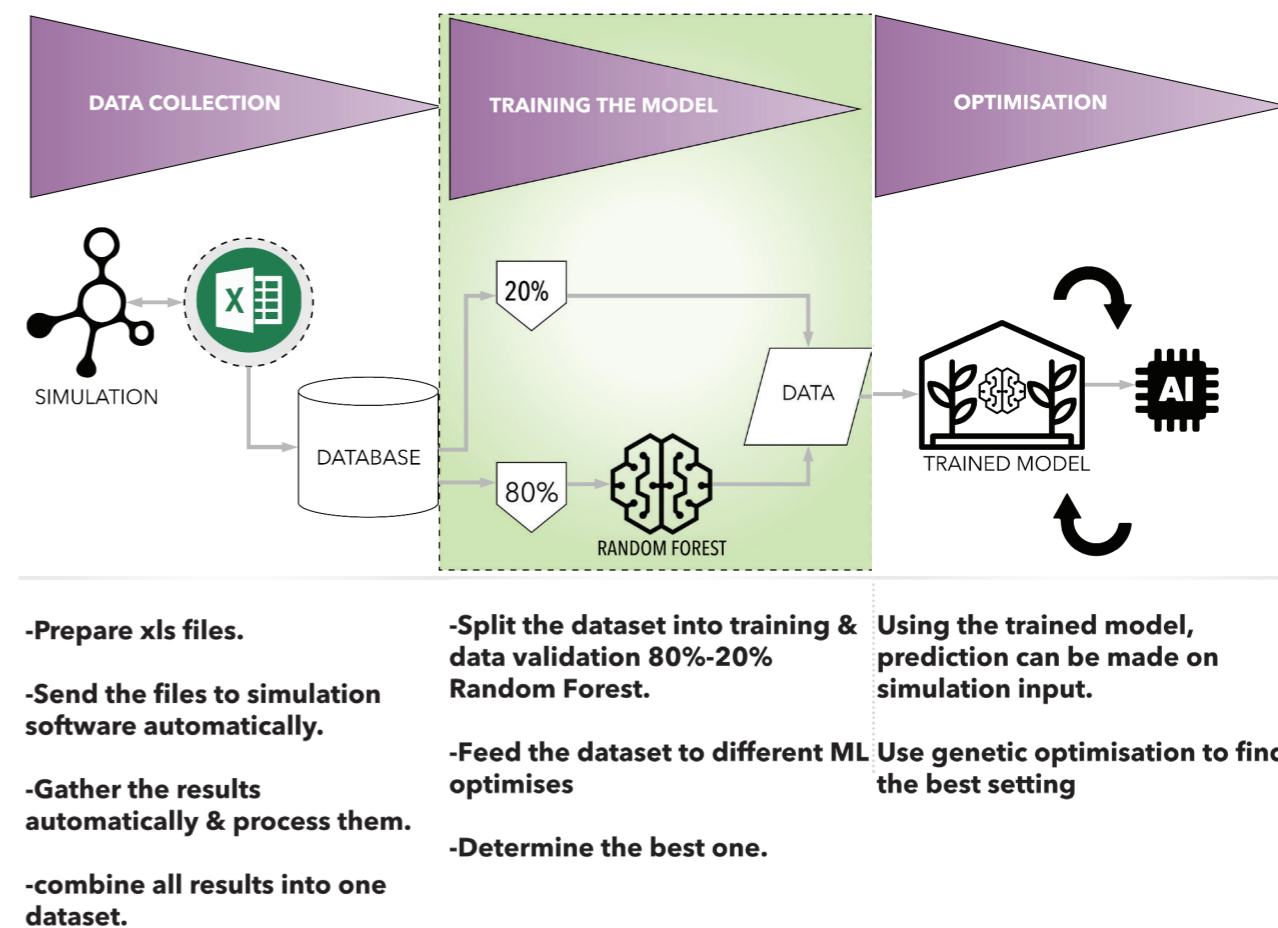 DATA COLLECTION
TRAINING THE MODEL
OPTIMISATION
X
SIMULATION
DATABASE
20%
80%
RANDOM FOREST
DATA
TRAINED MODEL
AI
-Prepare xls files.
-Send the files to simulation
software automatically.
-Gather the results
automatically & process them.
-combine all results into one
dataset.
-Split the dataset into training &
data validation 80%-20%
Random Forest.
-Feed the dataset to different ML
optimises
-Determine the best one.
Using the trained model,
prediction can be made on
simulation input.
Use genetic optimisation to find
the best setting